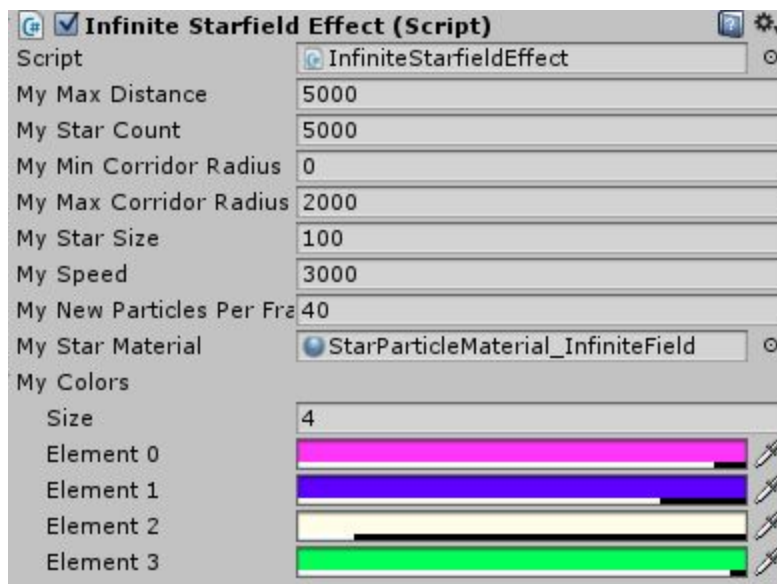 Infinite Starfield Effect (Script)
Script InfiniteStarfieldEffect
My Max Distance 5000
My Star Count 5000
My Min Corridor Radius 0
My Max Corridor Radius 2000
My Star Size 100
My Speed 3000
My New Particles Per Fra 40
My Star Material StarParticleMaterial_InfiniteField
My Colors
Size 4
Element 0
Element 1
Element 2
Element 3